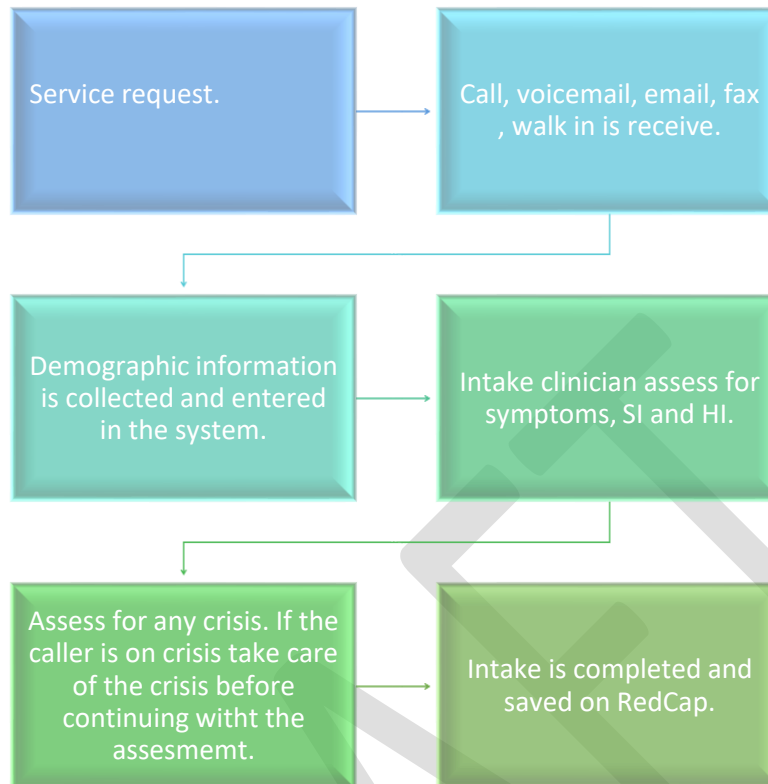 Service request.
Call, voicemail, email, fax
, walk in is receive.
Demographic information
is collected and entered
in the system.
Intake clinician assess for
symptoms, SI and HI.
Assess for any crisis. If the
caller is on crisis take care
of the crisis before
continuing witht the
assesmemt.
Intake is completed and
saved on RedCap.